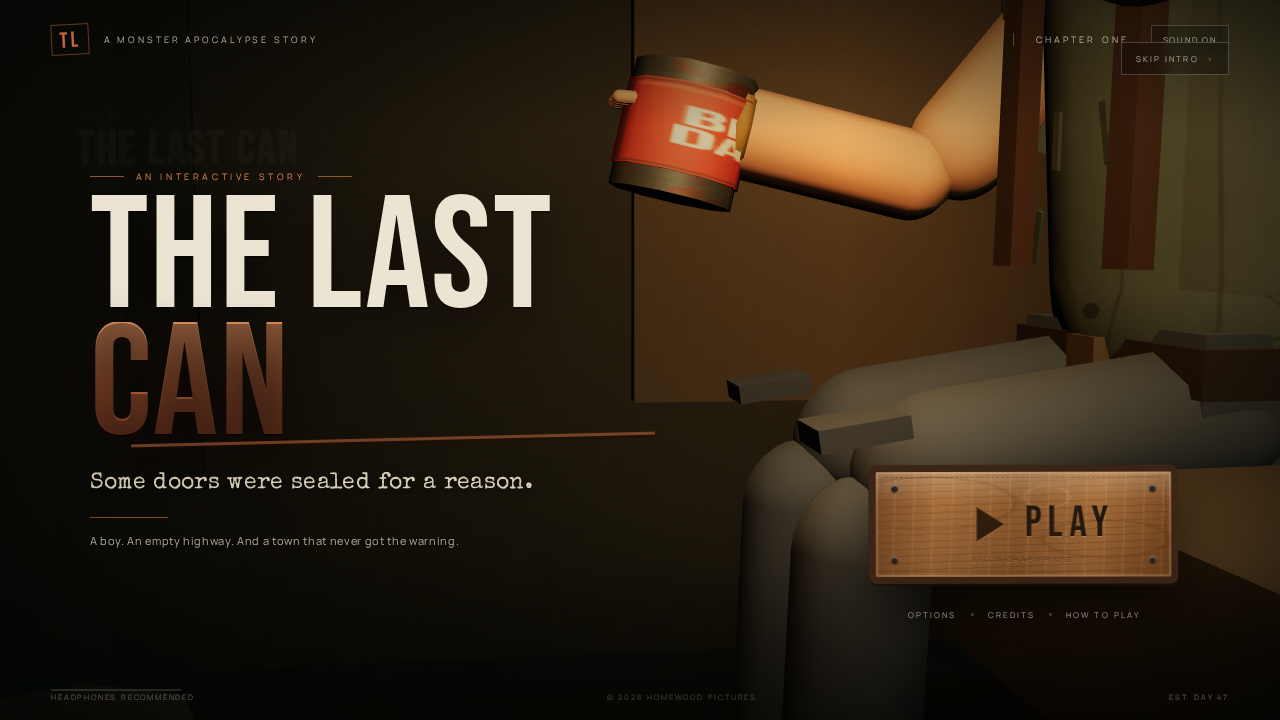 TL
A MONSTER APOCALYPSE STORY
CHAPTER ONE
SOUND ON
SKIP INTRO ›
THE LAST CAN
AN INTERACTIVE STORY
THE LAST
CAN
Some doors were sealed for a reason.
A boy. An empty highway. And a town that never got the warning.
PLAY
OPTIONS • CREDITS • HOW TO PLAY
HEADPHONES RECOMMENDED
© 2026 HOMEWOOD PICTURES
EST. DAY 47